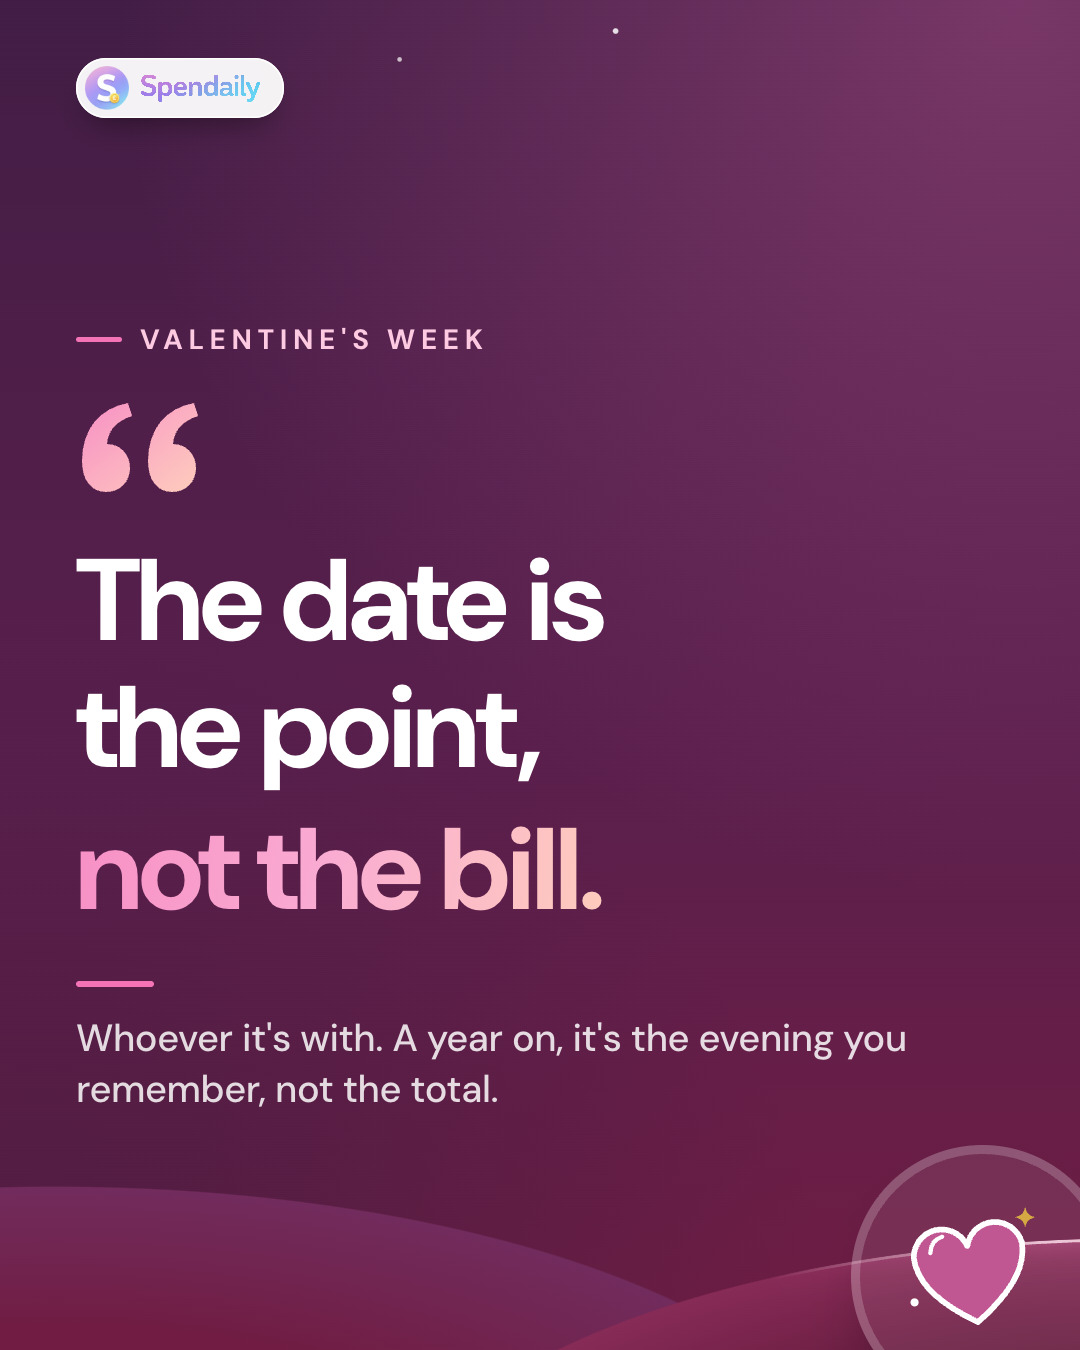 Spendaily
VALENTINE'S WEEK
“
The date is
the point,
not the bill.
Whoever it's with. A year on, it's the evening you
remember, not the total.